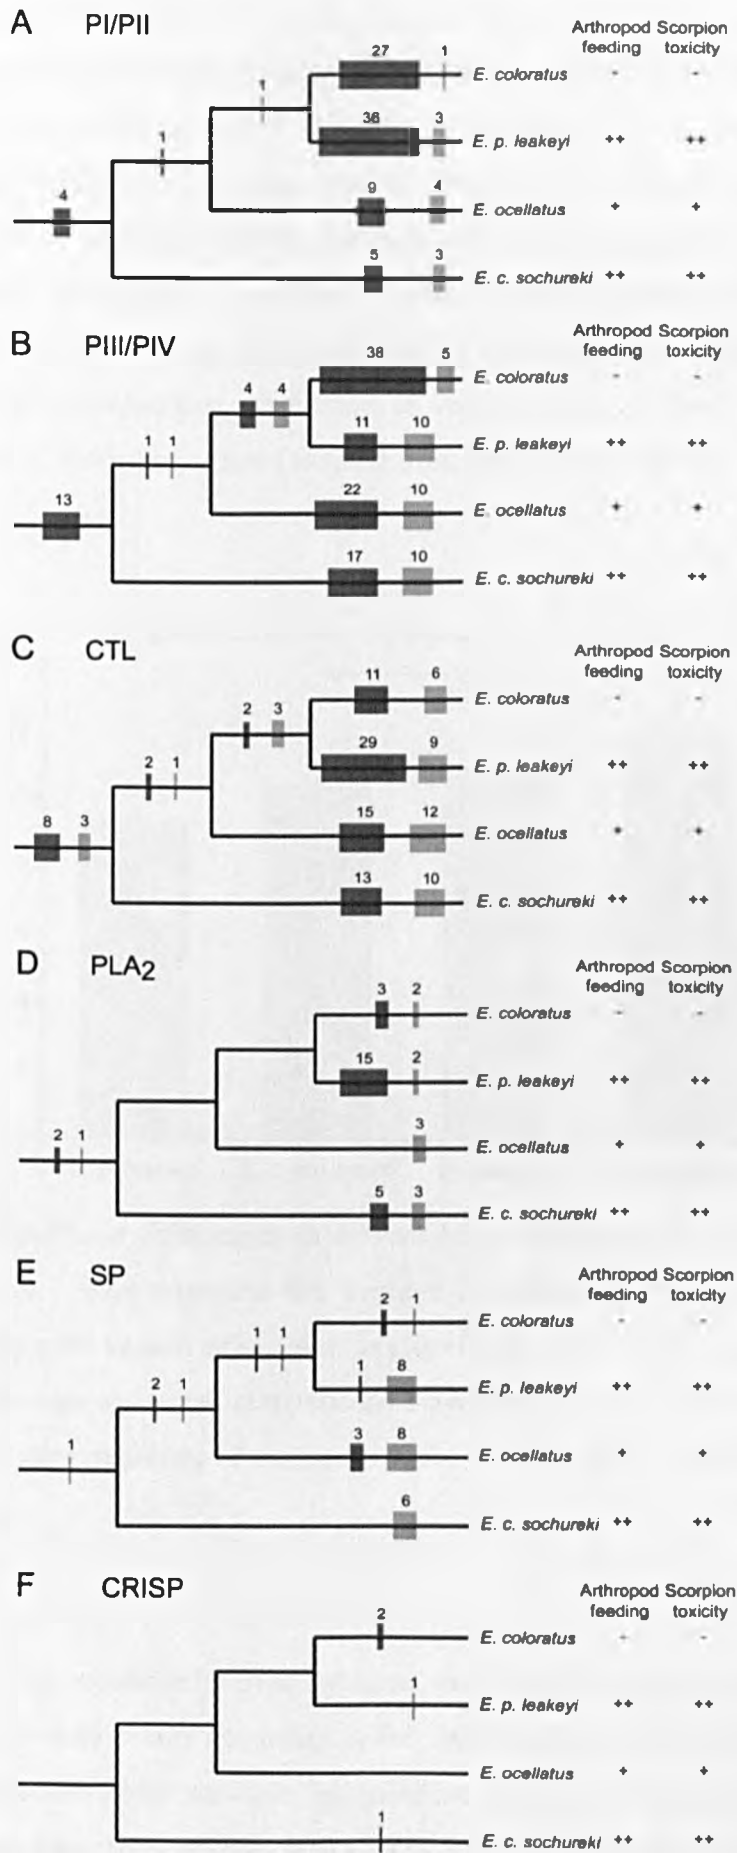 A PI/PII Arthropod Scorpion
feeding toxicity
27 1
E. coloratus - -
1
36 3
E. p. leakeyi ++ ++
1
9 4
4
E. ocellatus + +
5 3
E. c. sochureki ++ ++
B PIII/PIV Arthropod Scorpion
feeding toxicity
38 5
E. coloratus - -
4 4
11 10
E. p. leakeyi ++ ++
1 1
22 10
13
E. ocellatus + +
17 10
E. c. sochureki ++ ++
C CTL Arthropod Scorpion
feeding toxicity
11 6
E. coloratus - -
2 3
29 9
E. p. leakeyi ++ ++
2 1
15 12
8 3
E. ocellatus + +
13 10
E. c. sochureki ++ ++
D PLA2 Arthropod Scorpion
feeding toxicity
3 2
E. coloratus - -
15 2
E. p. leakeyi ++ ++
2 1
3
E. ocellatus + +
5 3
E. c. sochureki ++ ++
E SP Arthropod Scorpion
feeding toxicity
2 1
E. coloratus - -
1 1
1 8
E. p. leakeyi ++ ++
2 1
3 8
1
E. ocellatus + +
6
E. c. sochureki ++ ++
F CRISP Arthropod Scorpion
feeding toxicity
2
E. coloratus - -
1
E. p. leakeyi ++ ++
E. ocellatus + +
1
E. c. sochureki ++ ++